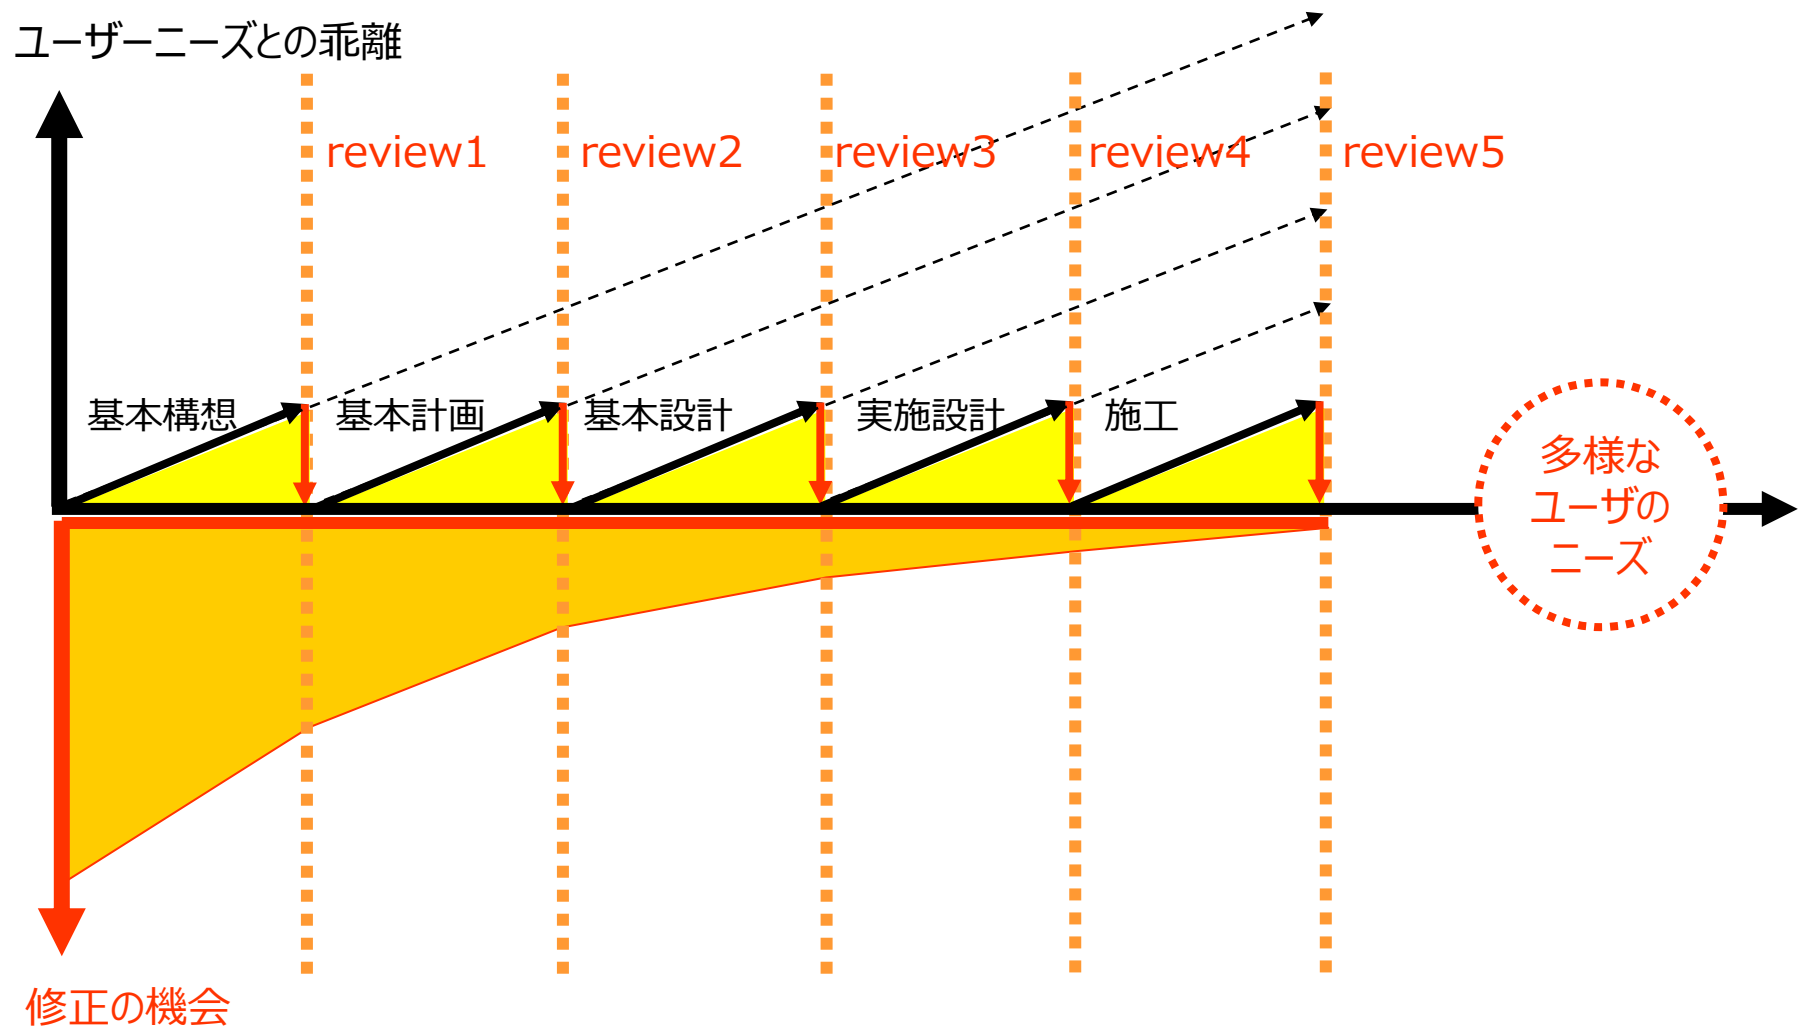 ユーザーニーズとの乖離
review1
review2
review3
review4
review5
基本構想
基本計画
基本設計
実施設計
施工
多様な
ユーザの
ニーズ
修正の機会